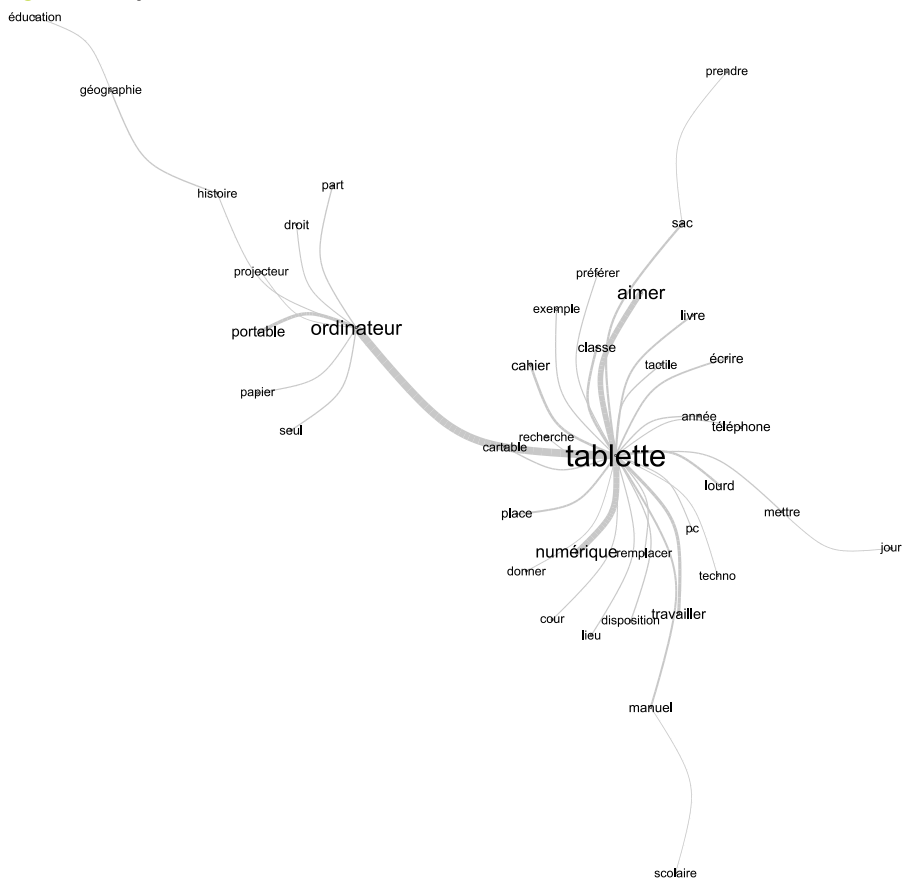 éducation
prendre
géographie
part
histoire
droit
sac
projecteur
préférer
aimer
exemple
livre
portable
ordinateur
classe
cahier
tactile
écrire
papier
année
téléphone
seul
recherche
cartable
tablette
lourd
place
mettre
pc
numérique
remplacer
jour
donner
techno
cour
disposition
travailler
lieu
manuel
scolaire